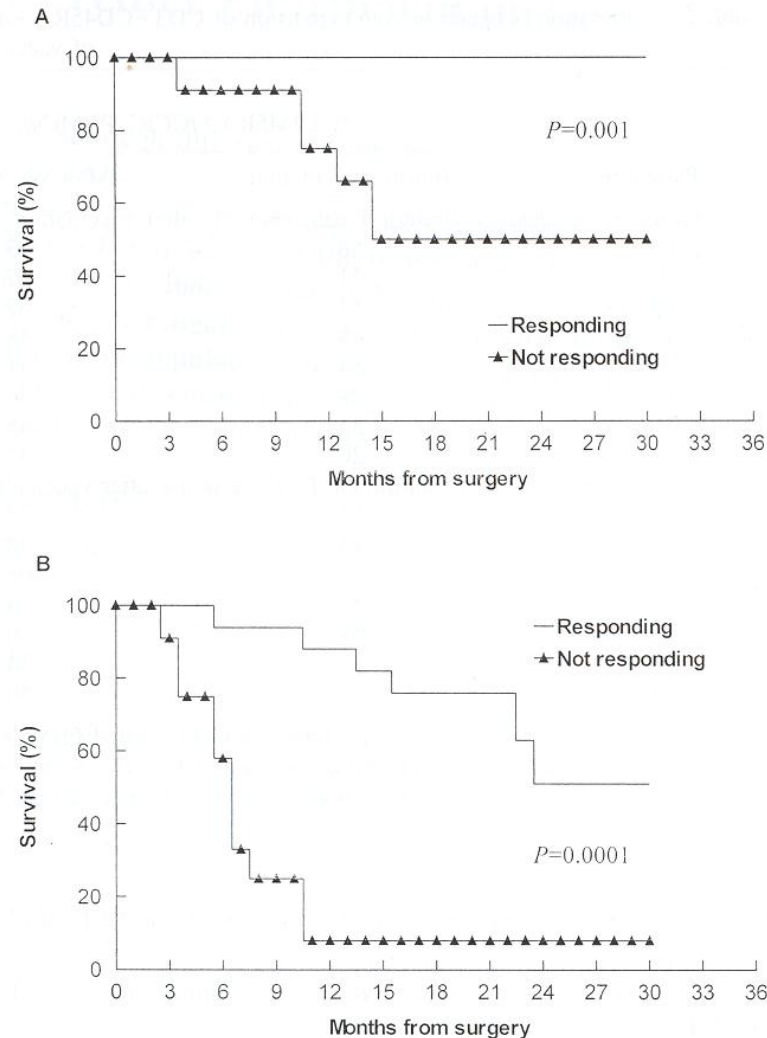 A
100
80
P=0.001
60
Survival (%)
40
Responding
20
Not responding
0
0 3 6 9 12 15 18 21 24 27 30 33 36
Months from surgery
B
100
Responding
80
Not responding
60
Survival (%)
40
P=0.0001
20
0
0 3 6 9 12 15 18 21 24 27 30 33 36
Months from surgery